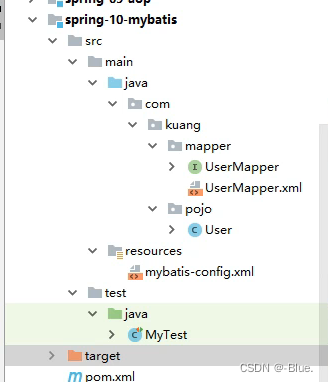 spring-09-aop
spring-10-mybatis
src
main
java
com
kuang
mapper
UserMapper
UserMapper.xml
pojo
User
resources
mybatis-config.xml
test
java
MyTest
target
pom.xml
CSDN @-Blue.